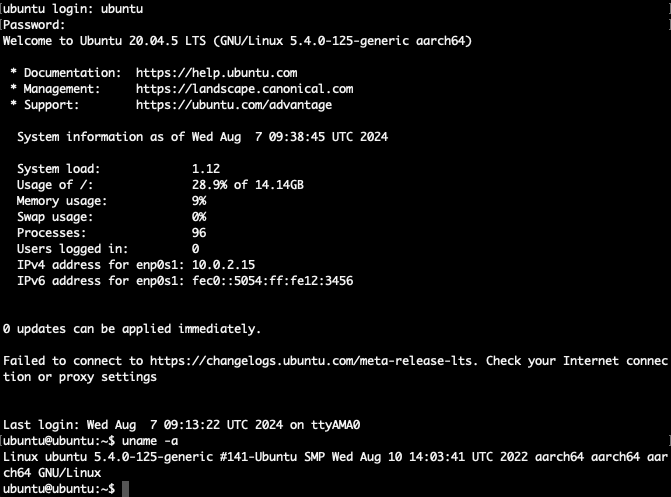 ubuntu login: ubuntu
Password:
Welcome to Ubuntu 20.04.5 LTS (GNU/Linux 5.4.0-125-generic aarch64)
* Documentation:  https://help.ubuntu.com
* Management:     https://landscape.canonical.com
* Support:        https://ubuntu.com/advantage
System information as of Wed Aug  7 09:38:45 UTC 2024
System load:             1.12
Usage of /:              28.9% of 14.14GB
Memory usage:            9%
Swap usage:              0%
Processes:               96
Users logged in:         0
IPv4 address for enp0s1: 10.0.2.15
IPv6 address for enp0s1: fec0::5054:ff:fe12:3456
0 updates can be applied immediately.
Failed to connect to https://changelogs.ubuntu.com/meta-release-lts. Check your Internet connec
tion or proxy settings
Last login: Wed Aug  7 09:13:22 UTC 2024 on ttyAMA0
ubuntu@ubuntu:~$ uname -a
Linux ubuntu 5.4.0-125-generic #141-Ubuntu SMP Wed Aug 10 14:03:41 UTC 2022 aarch64 aarch64 aar
ch64 GNU/Linux
ubuntu@ubuntu:~$